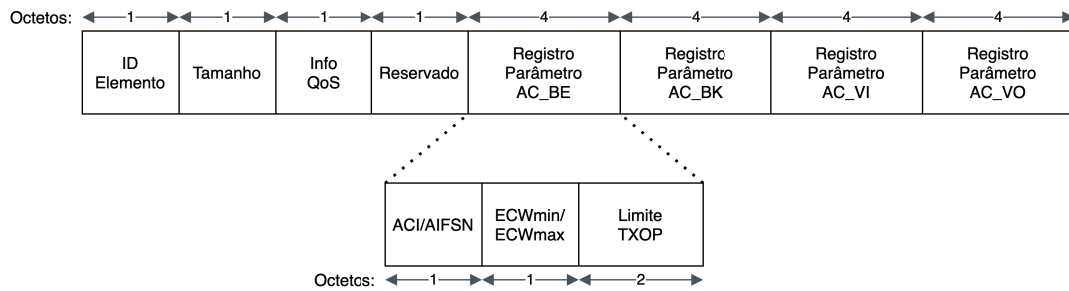 Octetos: 1 1 1 1 4 4 4 4
ID Elemento
Tamanho
Info QoS
Reservado
Registro Parâmetro AC_BE
Registro Parâmetro AC_BK
Registro Parâmetro AC_VI
Registro Parâmetro AC_VO
ACI/AIFSN
ECWmin/ ECWmax
Limite TXOP
Octetos: 1 1 2